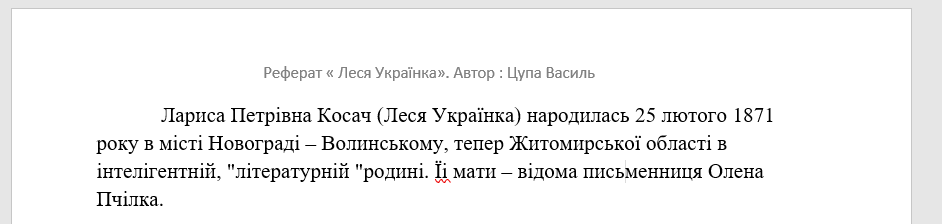 Реферат « Леся Українка». Автор : Цупа Василь
Лариса Петрівна Косач (Леся Українка) народилась 25 лютого 1871
року в місті Новограді – Волинському, тепер Житомирської області в
інтелігентній, "літературній "родині. Її мати – відома письменниця Олена
Пчілка.